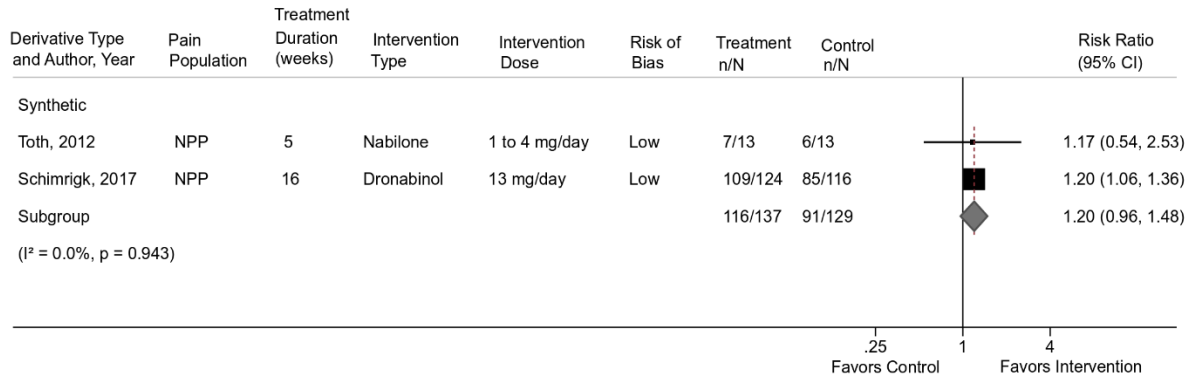 Derivative Type and Author, Year Pain Population Treatment Duration (weeks) Intervention Type Intervention Dose Risk of Bias Treatment n/N Control n/N Risk Ratio (95% CI)
Synthetic
Toth, 2012 NPP 5 Nabilone 1 to 4 mg/day Low 7/13 6/13 1.17 (0.54, 2.53)
Schimrigk, 2017 NPP 16 Dronabinol 13 mg/day Low 109/124 85/116 1.20 (1.06, 1.36)
Subgroup 116/137 91/129 1.20 (0.96, 1.48)
(I² = 0.0%, p = 0.943)
.25 1 4
Favors Control Favors Intervention